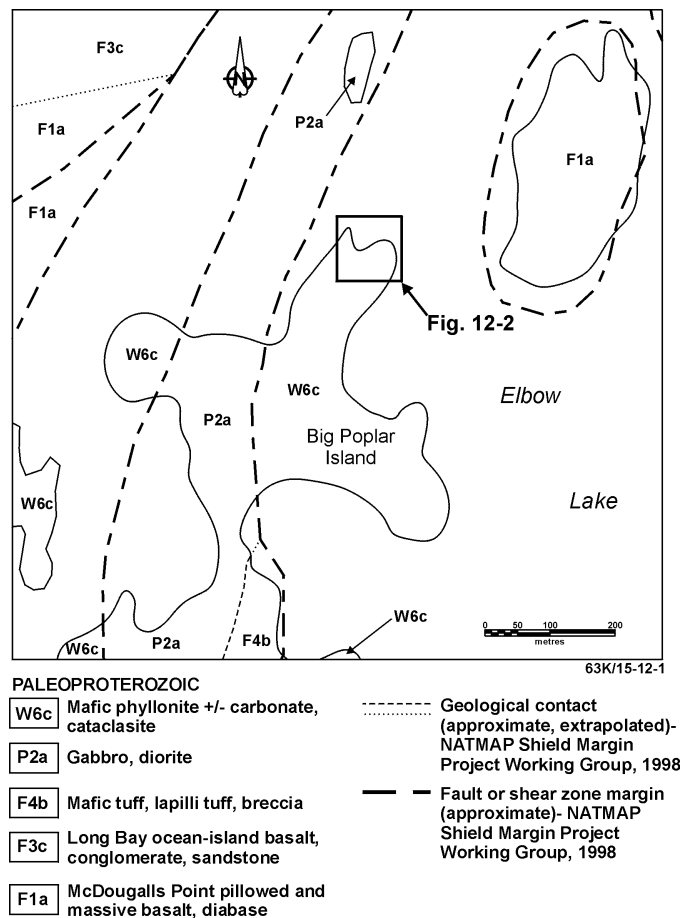 F3c
N
P2a
F1a
F1a
F1a
Fig. 12-2
W6c
W6c
Elbow
P2a
Big Poplar
Island
W6c
Lake
W6c
0 50 100 200
metres
W6c
P2a
F4b
63K/15-12-1
PALEOPROTEROZOIC
W6c Mafic phyllonite +/- carbonate,
cataclasite
P2a Gabbro, diorite
F4b Mafic tuff, lapilli tuff, breccia
F3c Long Bay ocean-island basalt,
conglomerate, sandstone
F1a McDougalls Point pillowed and
massive basalt, diabase
Geological contact
(approximate, extrapolated)-
NATMAP Shield Margin
Project Working Group, 1998
Fault or shear zone margin
(approximate)- NATMAP
Shield Margin Project
Working Group, 1998